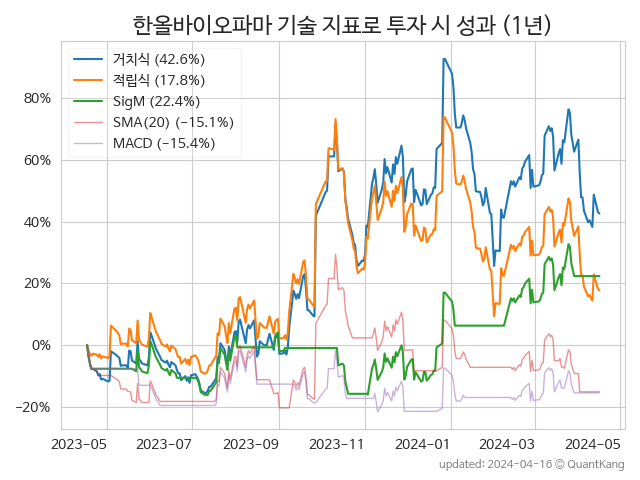 한올바이오파마 기술 지표로 투자 시 성과 (1년)
거치식 (42.6%)
적립식 (17.8%)
SigM (22.4%)
SMA(20) (−15.1%)
MACD (−15.4%)
80%
60%
40%
20%
0%
−20%
2023-05 2023-07 2023-09 2023-11 2024-01 2024-03 2024-05
updated: 2024-04-16 © QuantKang